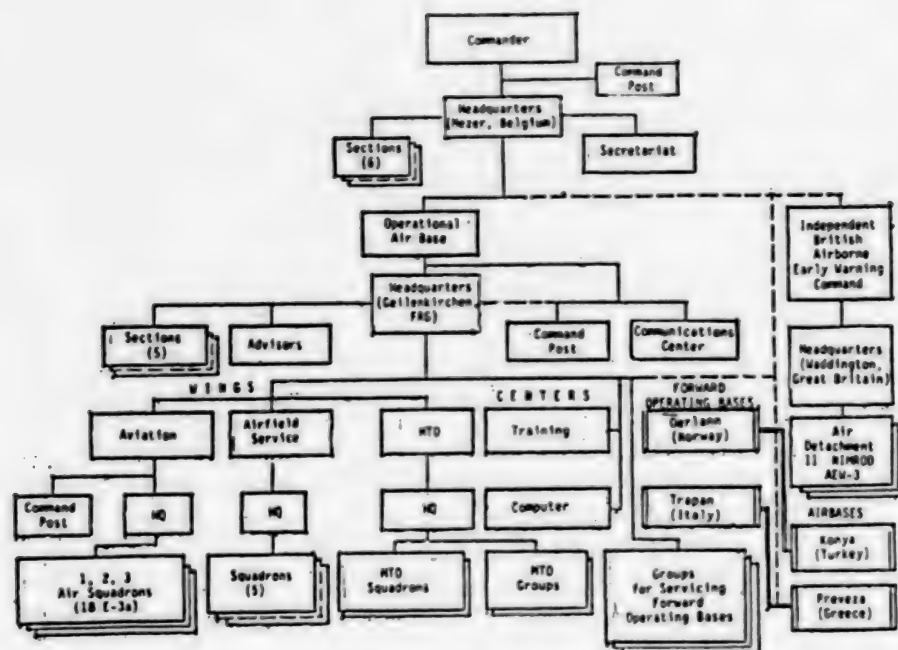 Commander
Command
Post
Headquarters
(Mezer, Belgium)
Sections
(6)
Secretariat
Operational
Air Base
Independent
British
Airborne
Early Warning
Command
Headquarters
(Geilenkirchen,
FRG)
Sections
(5)
Advisors
Command
Post
Communications
Center
Headquarters
(Waddington,
Great Britain)
WINGS
CENTERS
FORWARD
OPERATING BASES
Aviation
Airfield
Service
MTO
Training
Oerlann
(Norway)
Air
Detachment
11 NIMROD
AEW-3
Command
Post
HQ
HQ
HQ
Computer
Trapan
(Italy)
AIRBASES
Konya
(Turkey)
1, 2, 3
Air Squadrons
(18 E-3a)
Squadrons
(5)
MTO
Squadrons
MTO
Groups
Groups
for Servicing
Forward
Operating Bases
Preveza
(Greece)